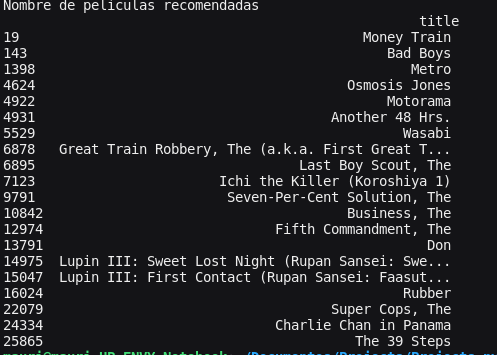 Nombre de peliculas recomendadas
title
19 Money Train
143 Bad Boys
1398 Metro
4624 Osmosis Jones
4922 Motorama
4931 Another 48 Hrs.
5529 Wasabi
6878 Great Train Robbery, The (a.k.a. First Great T...
6895 Last Boy Scout, The
7123 Ichi the Killer (Koroshiya 1)
9791 Seven-Per-Cent Solution, The
10842 Business, The
12974 Fifth Commandment, The
13791 Don
14975 Lupin III: Sweet Lost Night (Rupan Sansei: Swe...
15047 Lupin III: First Contact (Rupan Sansei: Faasut...
16024 Rubber
22079 Super Cops, The
24334 Charlie Chan in Panama
25865 The 39 Steps